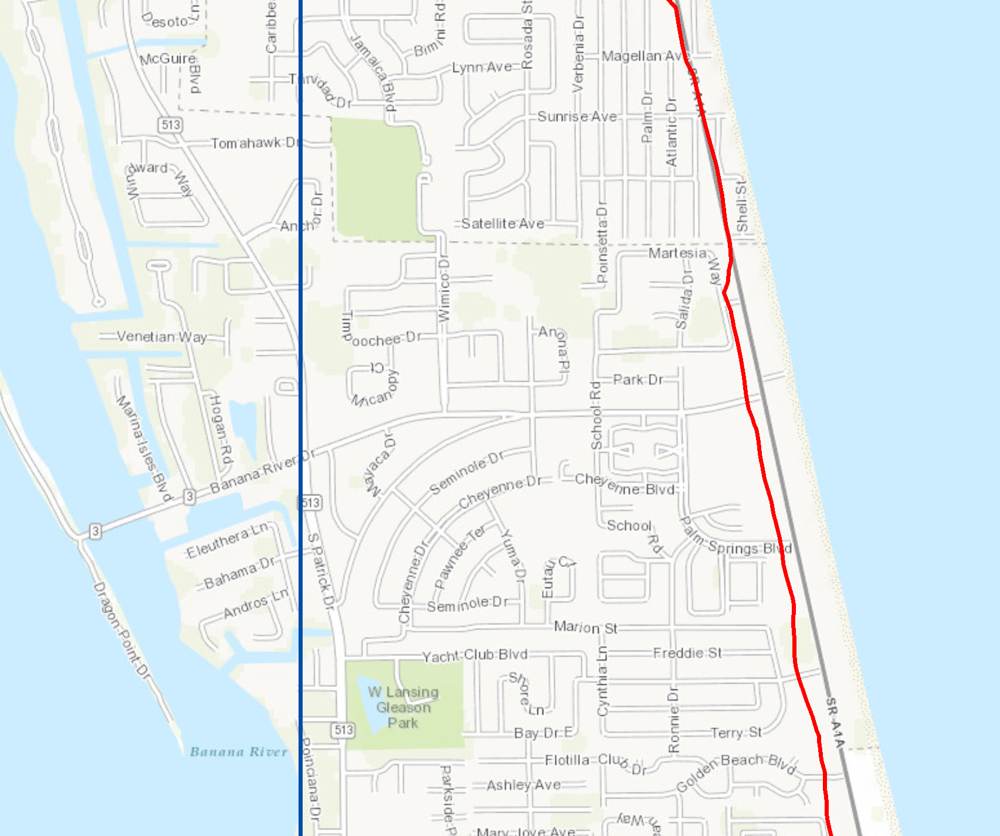 Desoto Ln
Caribbe
Bimini Rd
Rosada St
Verbenia Dr
McGuire
Blvd
Jamaica Blvd
Lynn Ave
Magellan Ave
Trinidad Dr
SR A1A
Palm Dr
Atlantic Dr
Sunrise Ave
513
Tomahawk Dr
Windward Way
Shell St
Anchor Dr
Satellite Ave
Poinsetta Dr
Martesia
Way
Salida Dr
Wimico Dr
Timpoochee Dr
Anona Pl
Venetian Way
Ct
Micanopy
Park Dr
School Rd
Marina Isles Blvd
Hogan Rd
Mayaca Dr
Banana River Dr
Seminole Dr
Cheyenne Dr
Cheyenne Blvd
3
513
3
School
Rd
Palm Springs Blvd
Eleuthera Ln
S Patrick Dr
Pawnee Ter
Yuma Dr
Eutau Ct
Bahama Dr
Cheyenne Dr
Andros Ln
Seminole Dr
Dragon Point Dr
Marion St
Yacht Club Blvd
Cynthia Ln
Freddie St
Shore Ln
W Lansing
Gleason
Park
Ronnie Dr
SR A1A
513
Bay Dr E
Terry St
Banana River
Poinciana Dr
Flotilla Club Dr
Golden Beach Blvd
Parkside P
Ashley Ave
Way
Mary Joye Ave